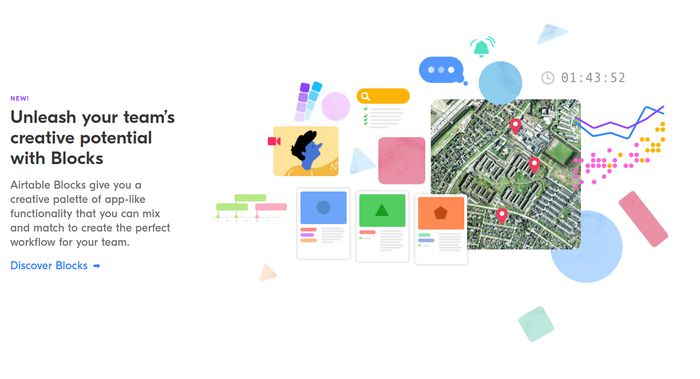 NEW!
Unleash your team's
creative potential
with Blocks
Airtable Blocks give you a
creative palette of app-like
functionality that you can mix
and match to create the perfect
workflow for your team.
Discover Blocks →
01:43:52